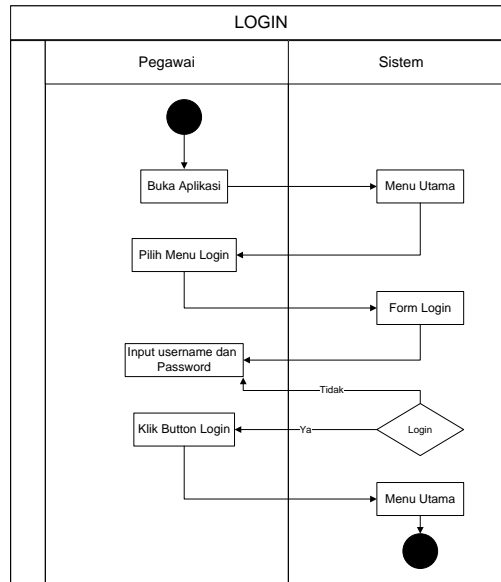 LOGIN
Pegawai
Sistem
Buka Aplikasi
Menu Utama
Pilih Menu Login
Form Login
Input username dan
Password
Tidak
Klik Button Login
Ya
Login
Menu Utama